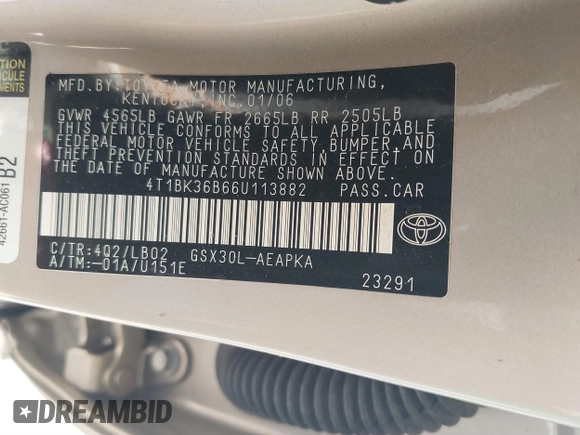 MFD.BY:TOYOTA MOTOR MANUFACTURING,
KENTUCKY, INC. 01/06
GVWR 4565LB GAWR FR 2665LB RR 2505LB
THIS VEHICLE CONFORMS TO ALL APPLICABLE
FEDERAL MOTOR VEHICLE SAFETY, BUMPER, AND
THEFT PREVENTION STANDARDS IN EFFECT ON
THE DATE OF MANUFACTURE SHOWN ABOVE.
4T1BK36B66U113882 PASS.CAR
C/TR:4Q2/LB02 GSX30L-AEAPKA
A/TM:-01A/U151E
23291
42661-AC061 B2
DREAMBID